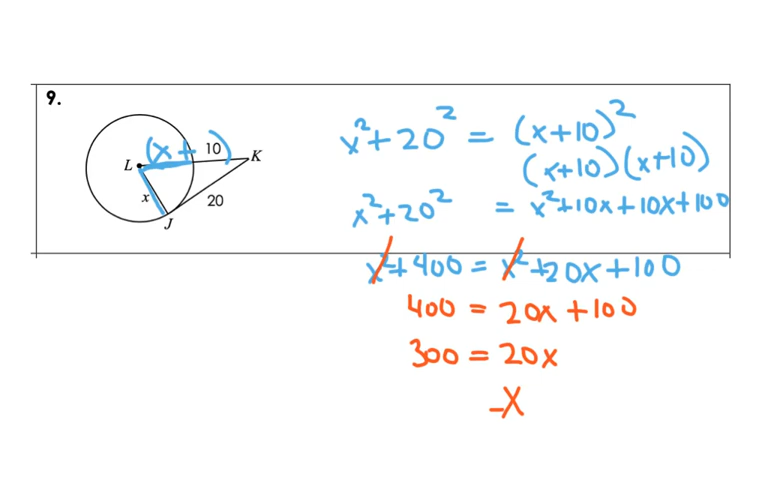 9.
(x + 10)
L
K
x
20
J
x² + 20² = (x+10)²
(x+10)(x+10)
x² + 20² = x² + 10x + 10x + 100
x² + 400 = x² + 20x + 100
400 = 20x + 100
300 = 20x
-X